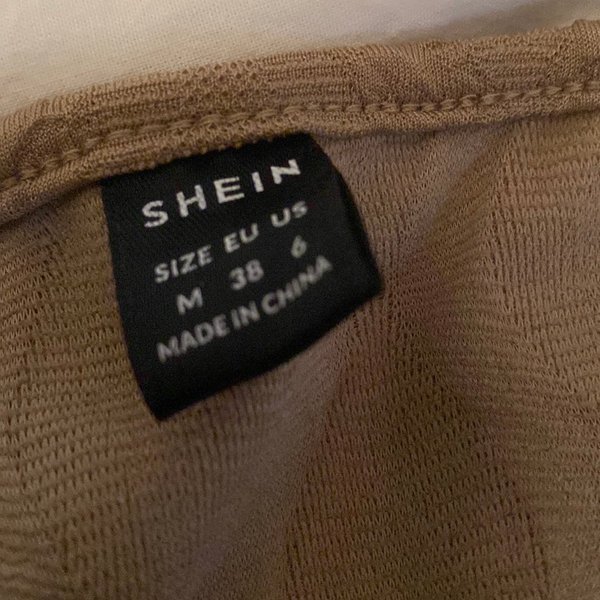 SHEIN
SIZE EU US
M 38 6
MADE IN CHINA